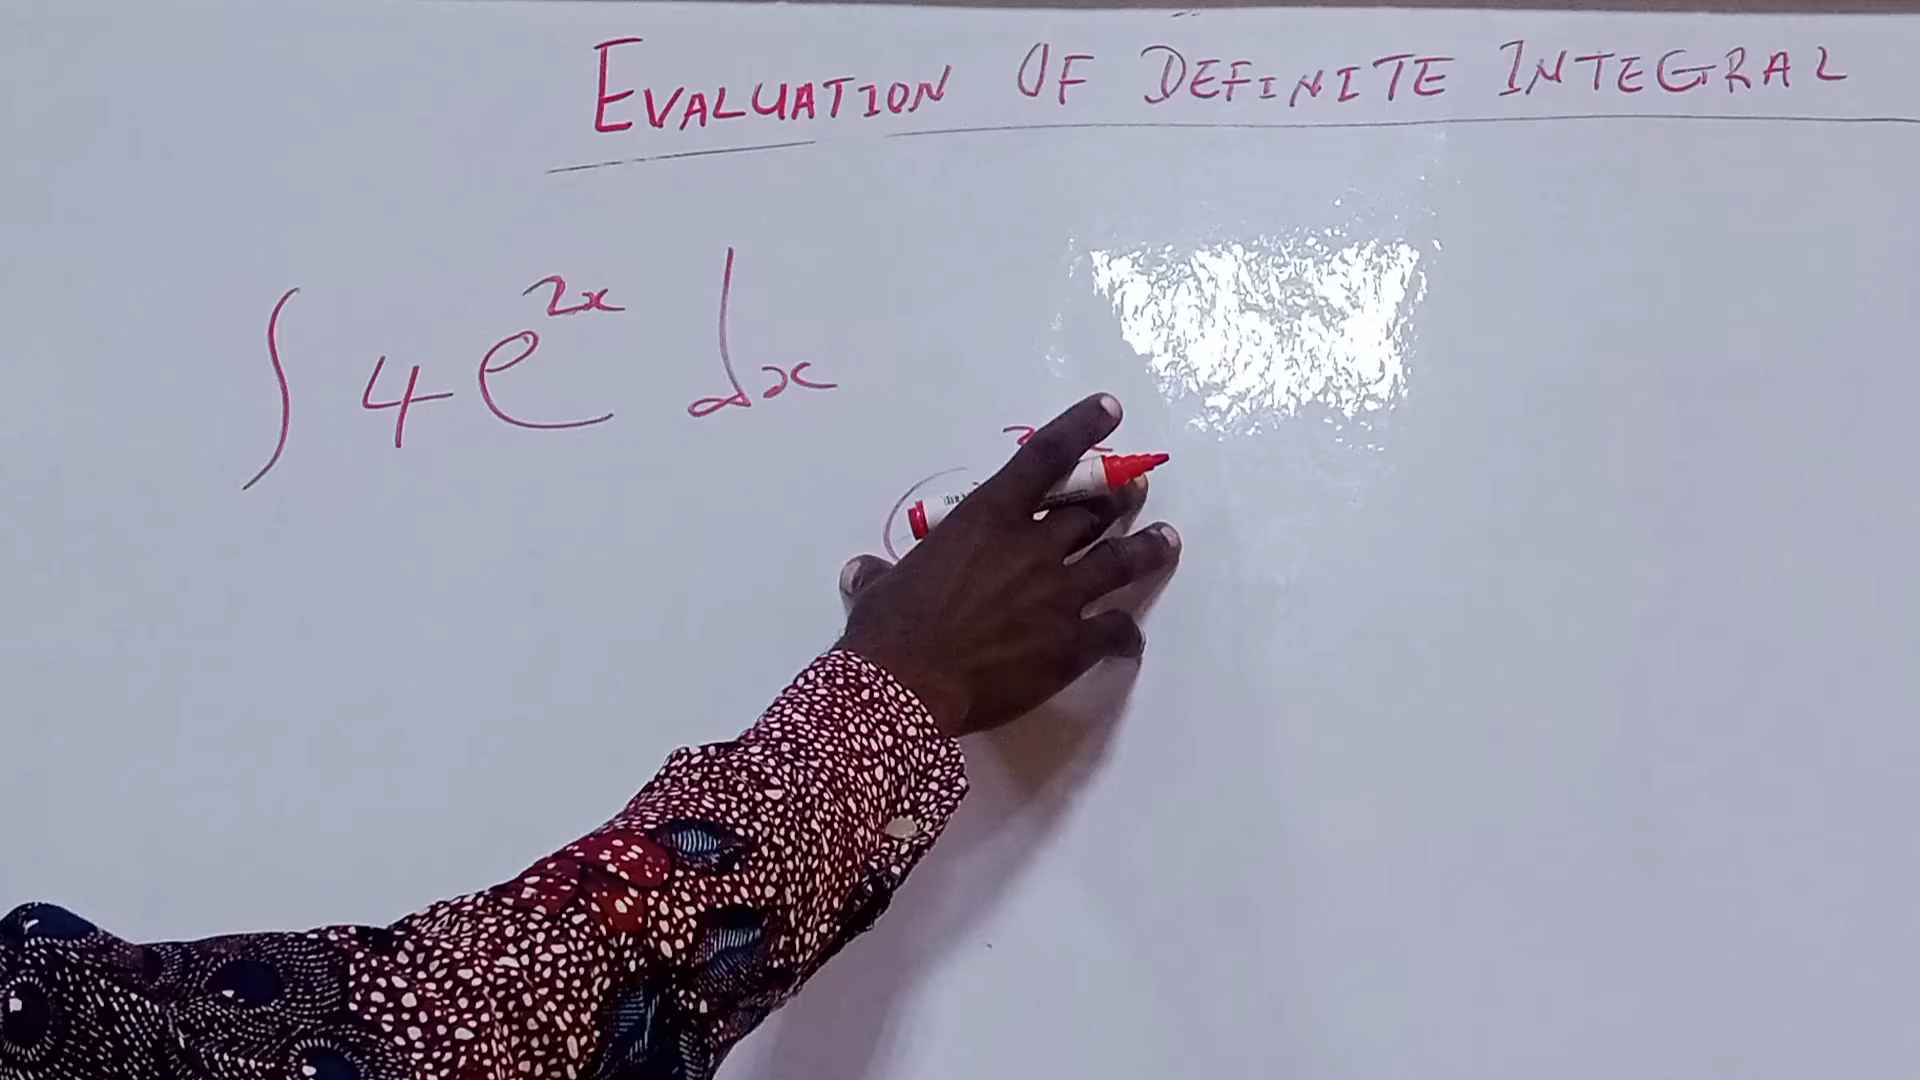 EVALUATION OF DEFINITE INTEGRAL
∫ 4e^{2x} dx